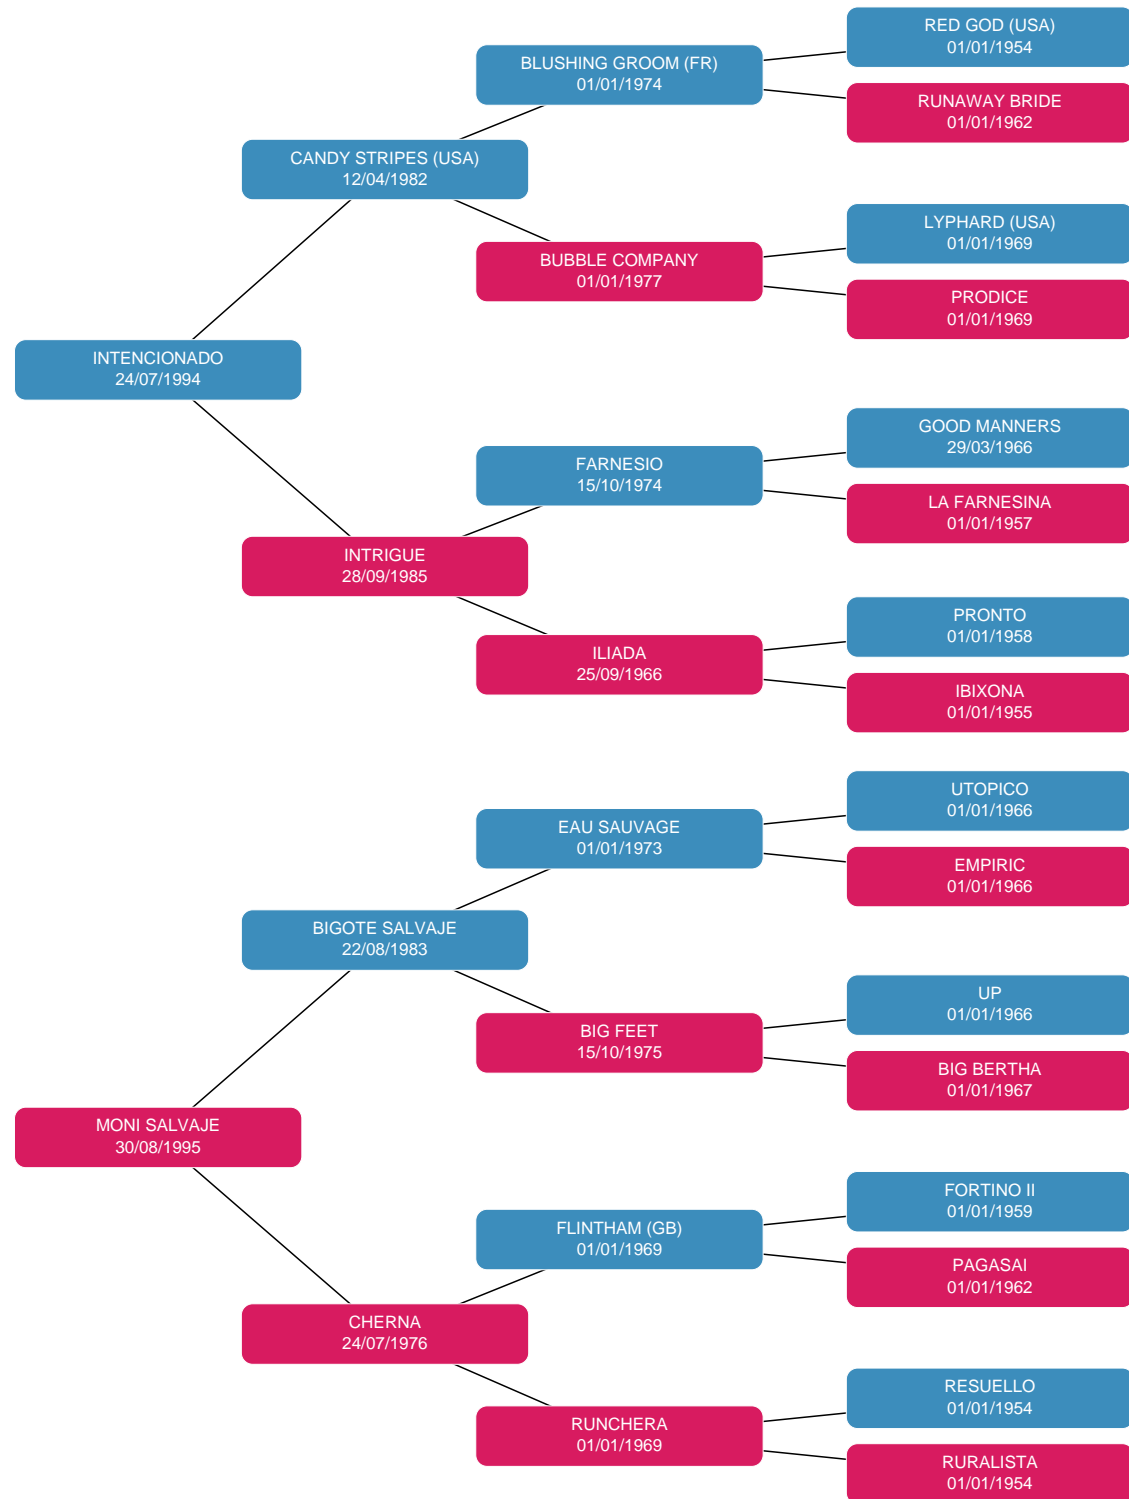 RED GOD (USA)
01/01/1954
BLUSHING GROOM (FR)
01/01/1974
RUNAWAY BRIDE
01/01/1962
CANDY STRIPES (USA)
12/04/1982
LYPHARD (USA)
01/01/1969
BUBBLE COMPANY
01/01/1977
PRODICE
01/01/1969
INTENCIONADO
24/07/1994
GOOD MANNERS
29/03/1966
FARNESIO
15/10/1974
LA FARNESINA
01/01/1957
INTRIGUE
28/09/1985
PRONTO
01/01/1958
ILIADA
25/09/1966
IBIXONA
01/01/1955
UTOPICO
01/01/1966
EAU SAUVAGE
01/01/1973
EMPIRIC
01/01/1966
BIGOTE SALVAJE
22/08/1983
UP
01/01/1966
BIG FEET
15/10/1975
BIG BERTHA
01/01/1967
MONI SALVAJE
30/08/1995
FORTINO II
01/01/1959
FLINTHAM (GB)
01/01/1969
PAGASAI
01/01/1962
CHERNA
24/07/1976
RESUELLO
01/01/1954
RUNCHERA
01/01/1969
RURALISTA
01/01/1954